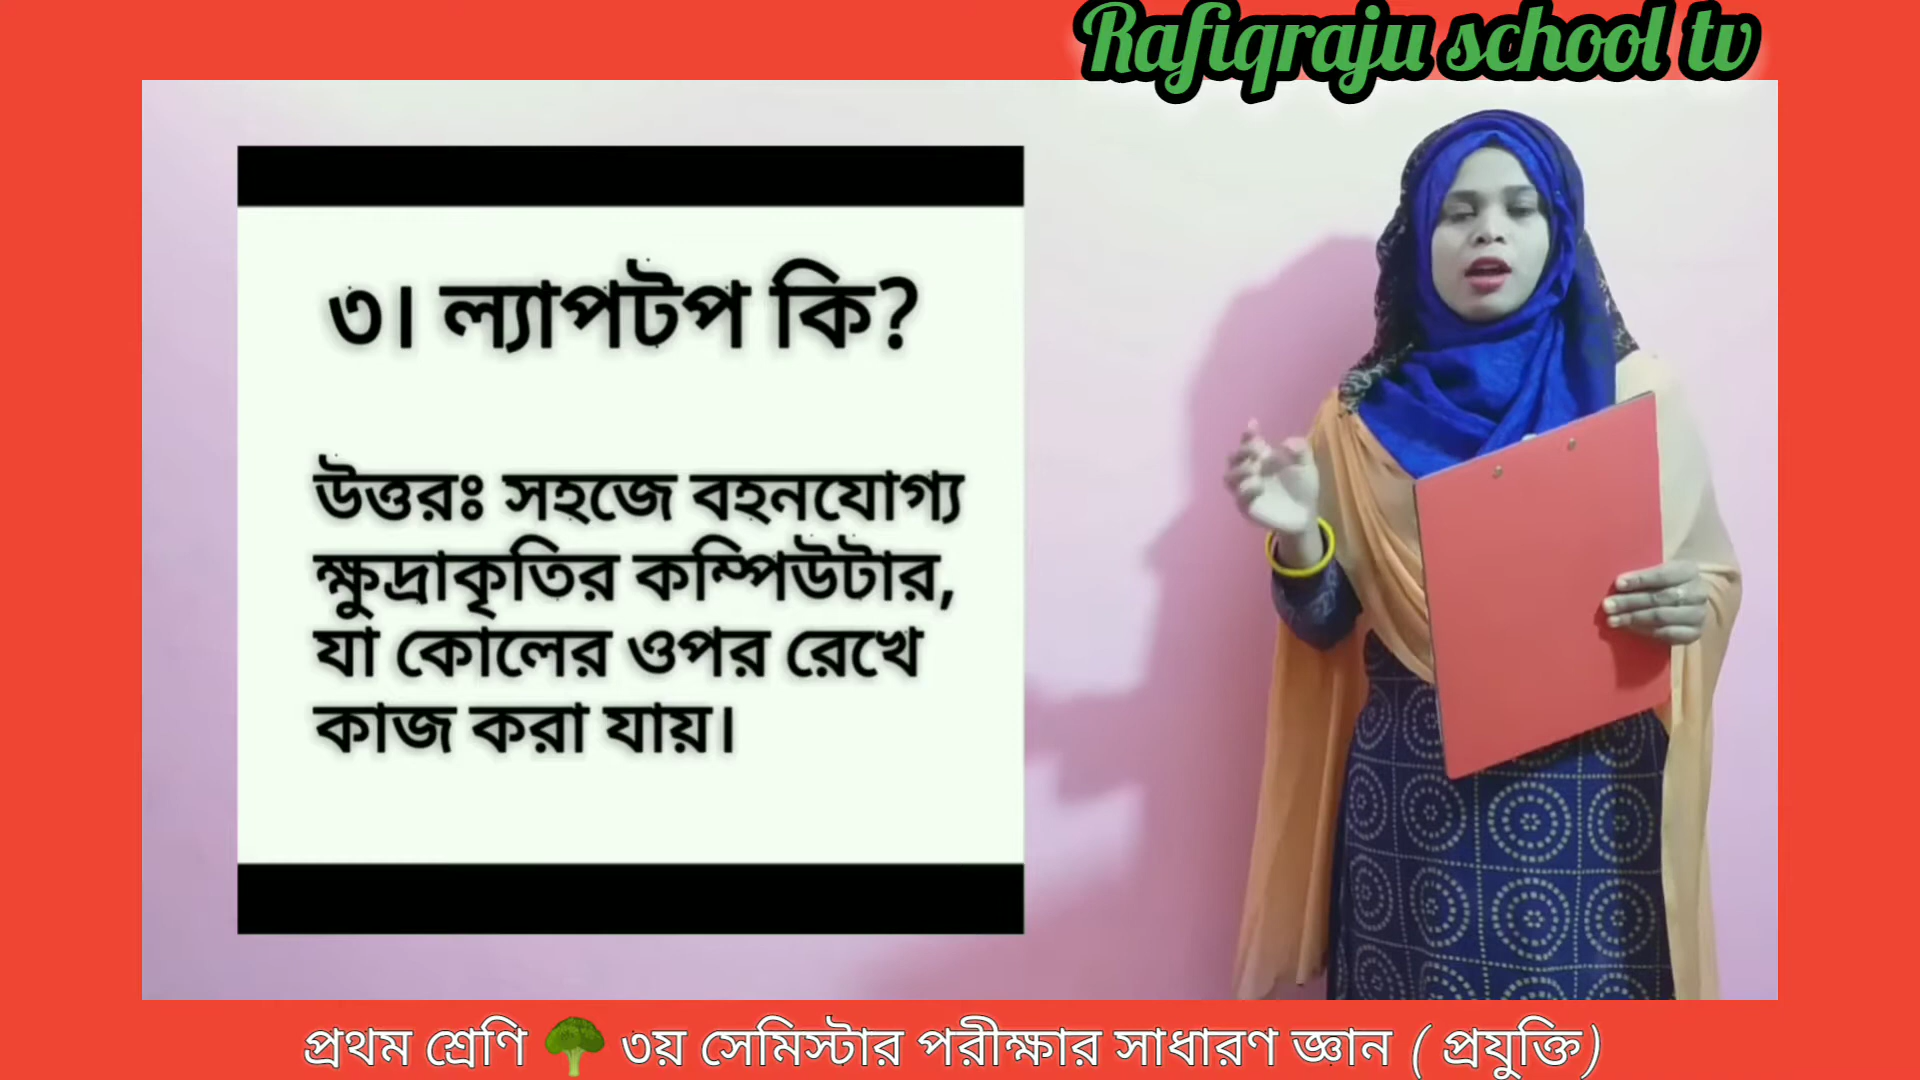 Rafiqraju school tv
৩। ল্যাপটপ কি?
উত্তরঃ সহজে বহনযোগ্য
ক্ষুদ্রাকৃতির কম্পিউটার,
যা কোলের ওপর রেখে
কাজ করা যায়।
প্রথম শ্রেণি 🥦 ৩য় সেমিস্টার পরীক্ষার সাধারণ জ্ঞান ( প্রযুক্তি)